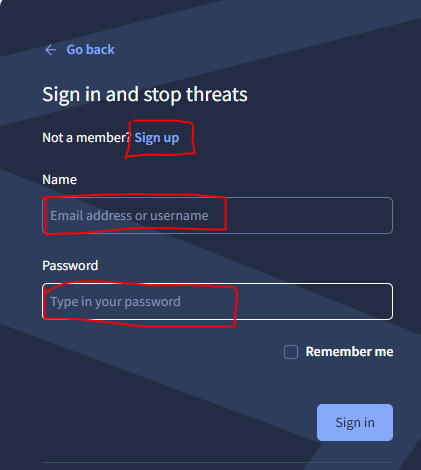 Go back
Sign in and stop threats
Not a member? Sign up
Name
Email address or username
Password
Type in your password
Remember me
Sign in